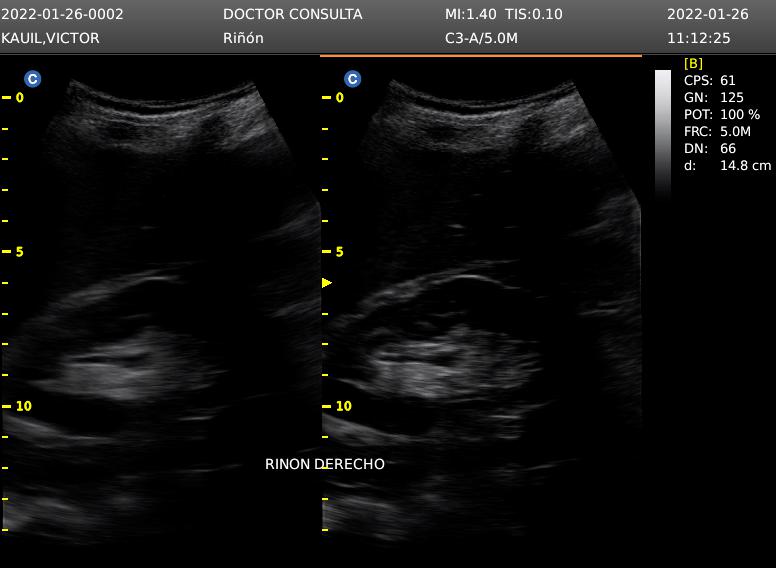 2022-01-26-0002 DOCTOR CONSULTA MI:1.40 TIS:0.10 2022-01-26
KAUIL,VICTOR Riñón C3-A/5.0M 11:12:25
[B]
C C
CPS: 61
0 0
GN: 125
POT: 100 %
FRC: 5.0M
DN: 66
d: 14.8 cm
5 5
10 10
RINON DERECHO